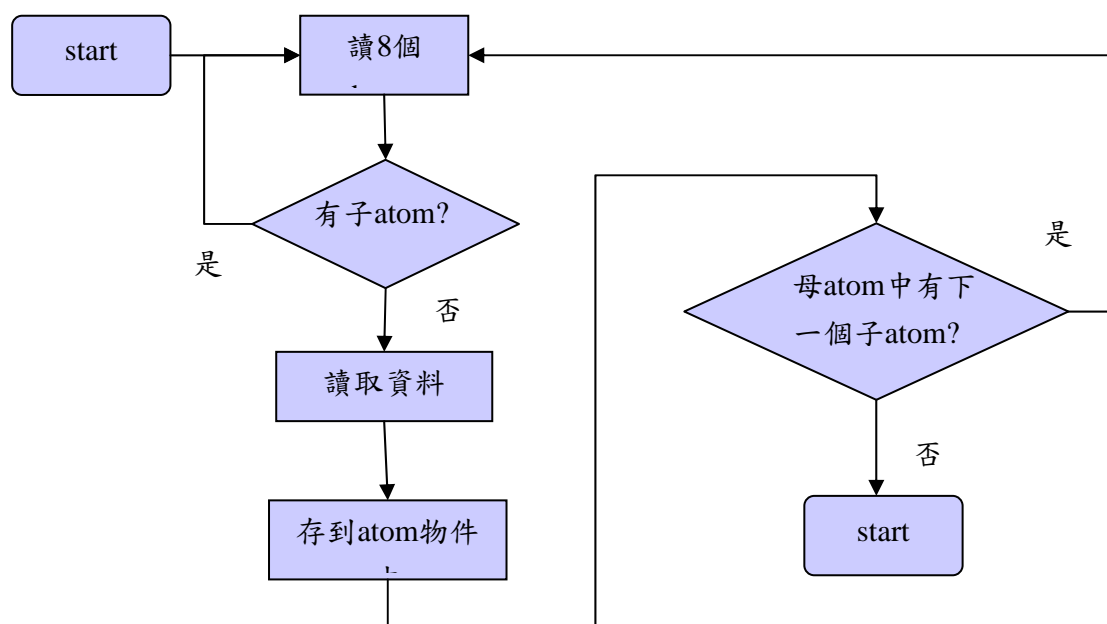 start
讀8個
有子atom?
是
否
讀取資料
存到atom物件
母atom中有下
一個子atom?
是
否
start